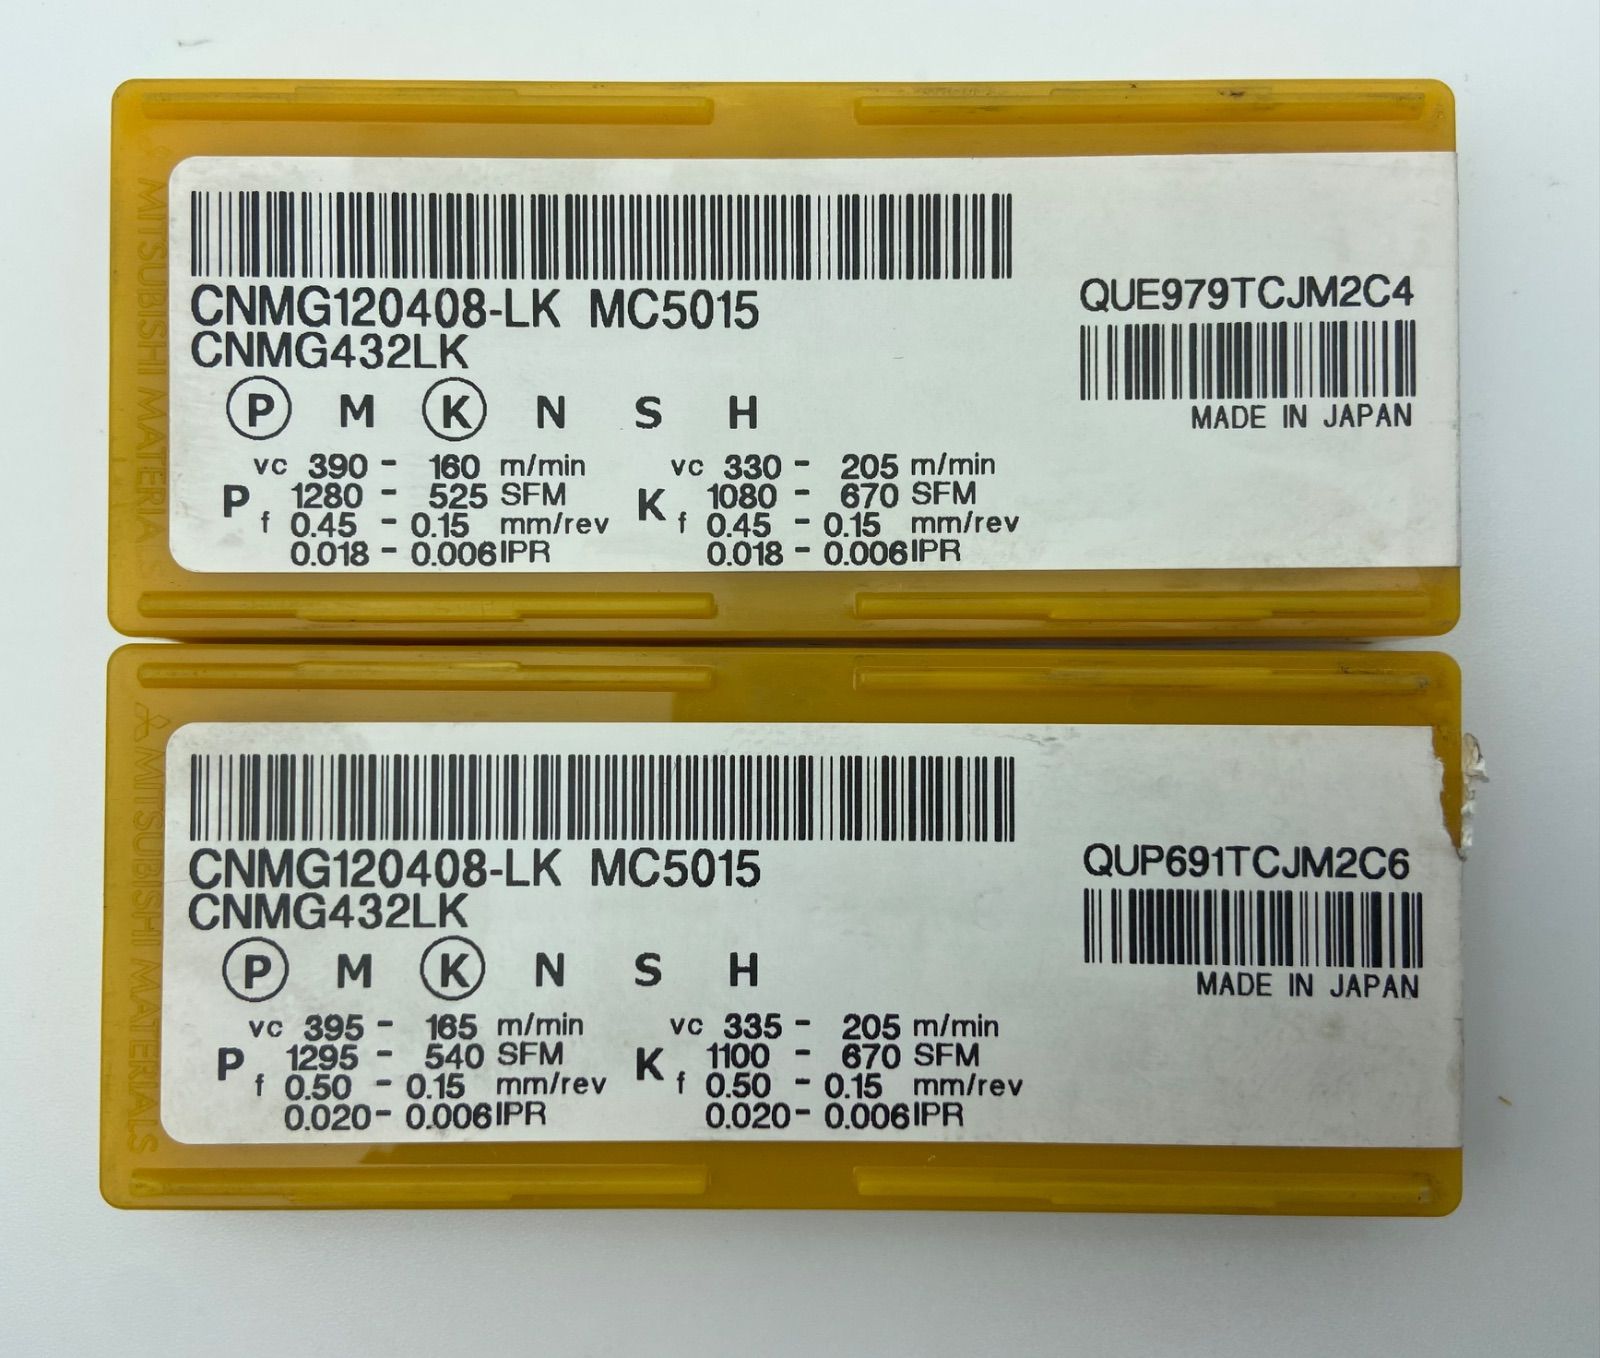 MITSUBISHI MATERIALS
CNMG120408-LK MC5015
CNMG432LK
P M K N S H
P vc 390 - 160 m/min
1280 - 525 SFM
f 0.45 - 0.15 mm/rev
0.018 - 0.006 IPR
K vc 330 - 205 m/min
1080 - 670 SFM
f 0.45 - 0.15 mm/rev
0.018 - 0.006 IPR
QUE979TCJM2C4
MADE IN JAPAN
MITSUBISHI MATERIALS
CNMG120408-LK MC5015
CNMG432LK
P M K N S H
P vc 395 - 165 m/min
1295 - 540 SFM
f 0.50 - 0.15 mm/rev
0.020 - 0.006 IPR
K vc 335 - 205 m/min
1100 - 670 SFM
f 0.50 - 0.15 mm/rev
0.020 - 0.006 IPR
QUP691TCJM2C6
MADE IN JAPAN